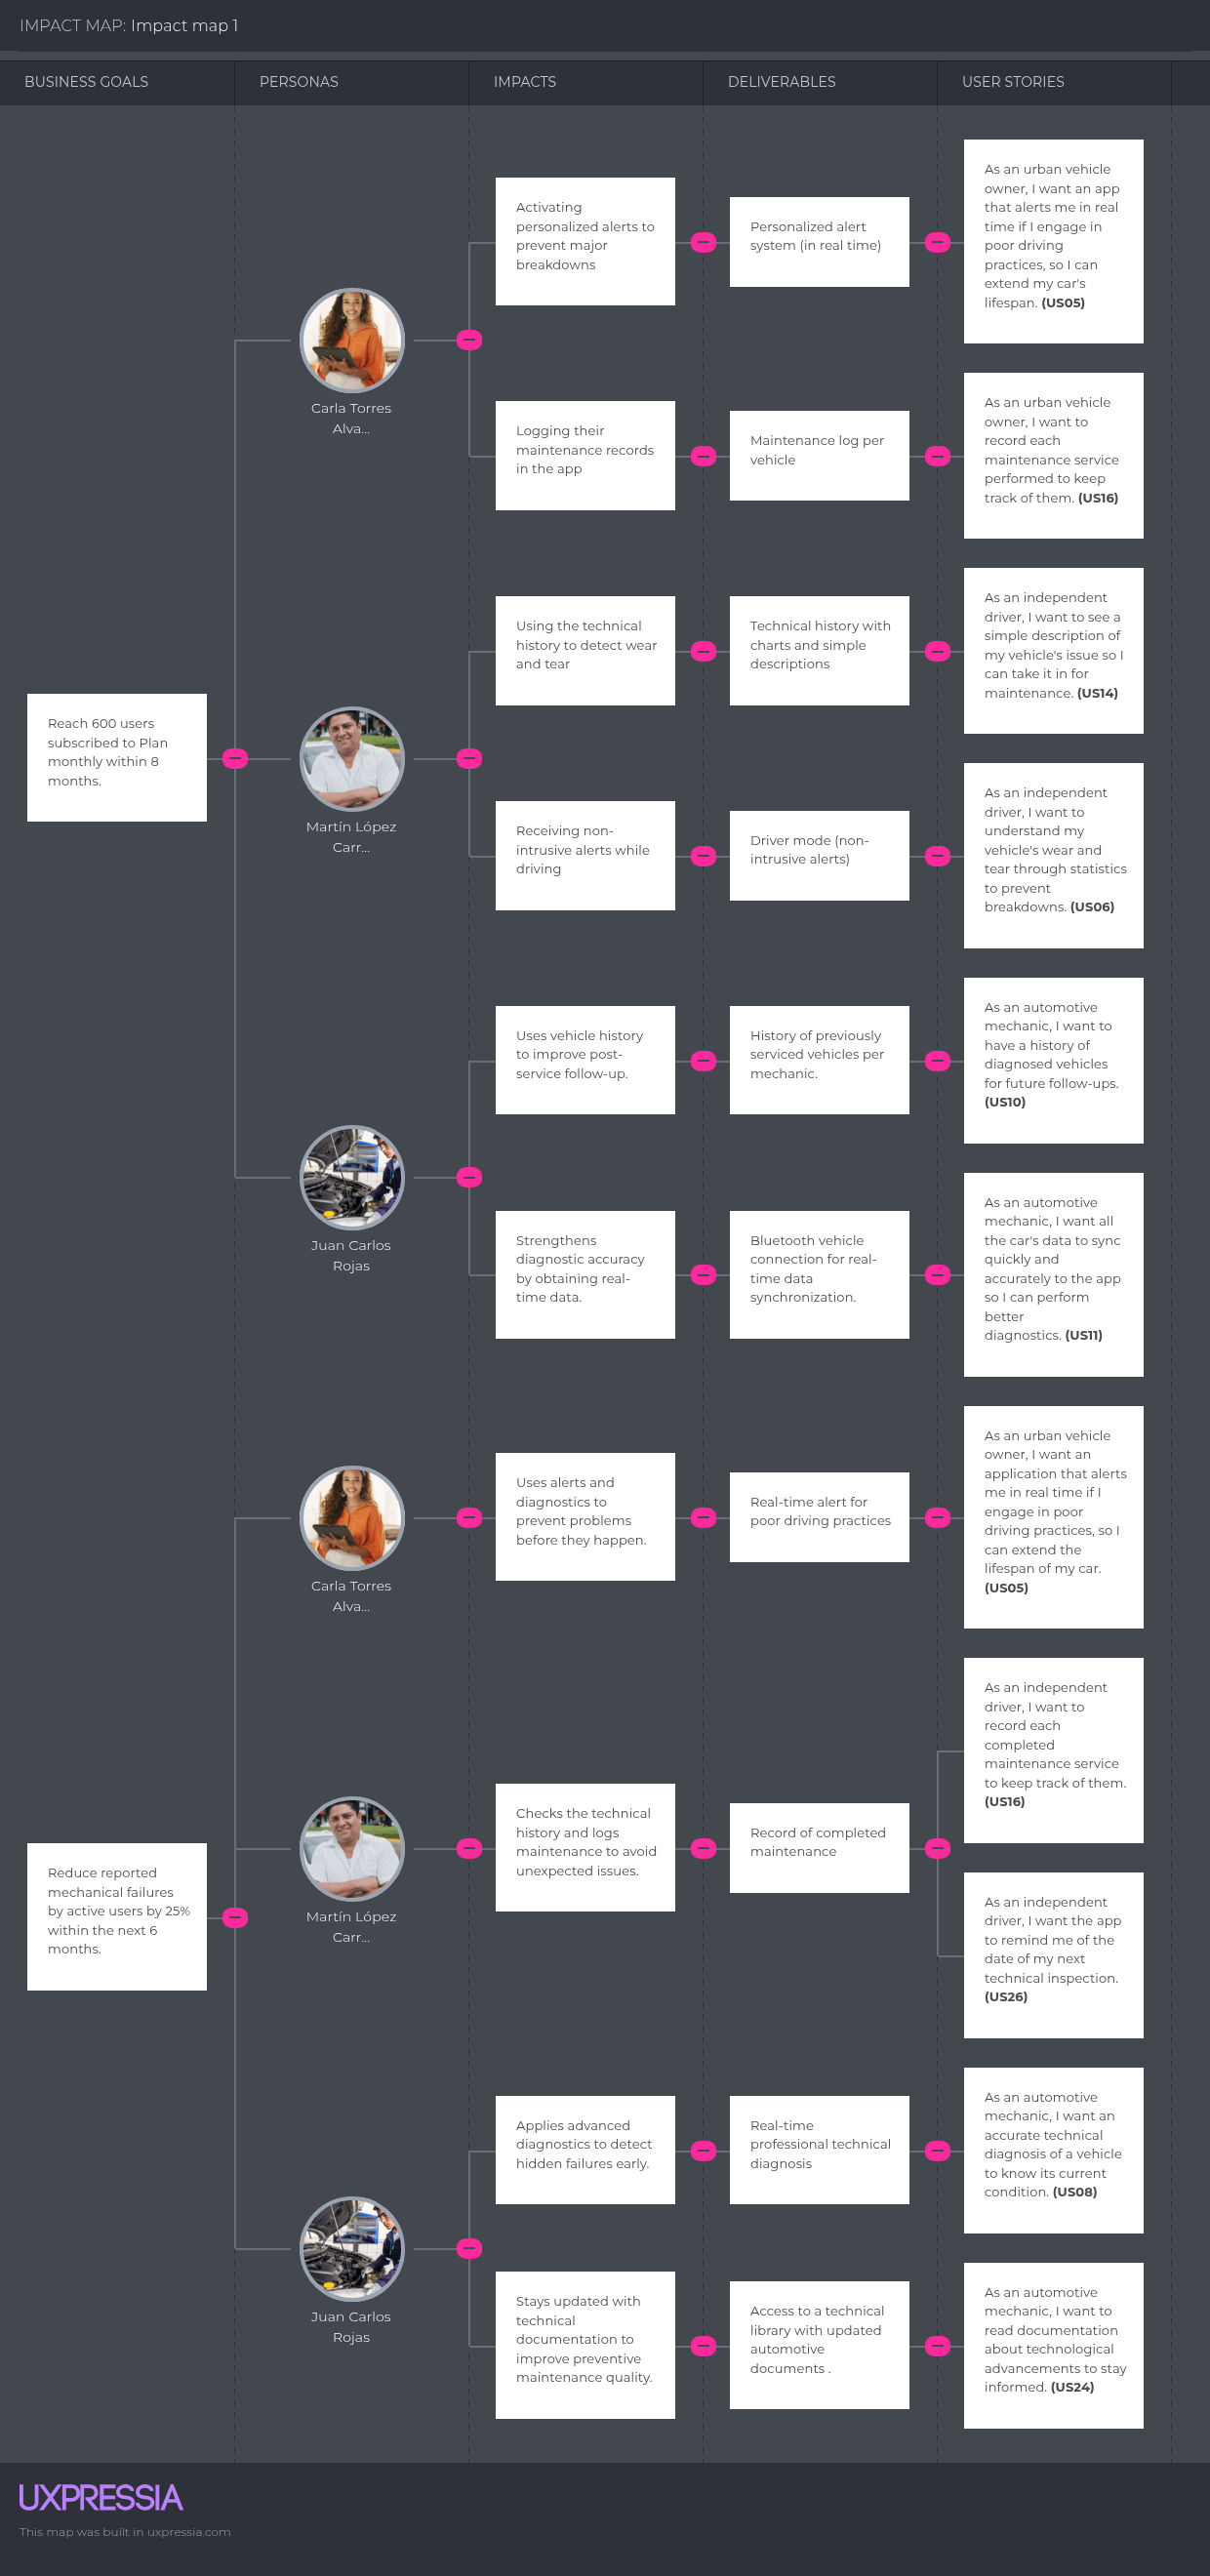 IMPACT MAP: Impact map 1
BUSINESS GOALS
PERSONAS
IMPACTS
DELIVERABLES
USER STORIES
Reach 600 users
subscribed to Plan
monthly within 8
months.
Carla Torres
Alva...
Activating
personalized alerts to
prevent major
breakdowns
Personalized alert
system (in real time)
As an urban vehicle
owner, I want an app
that alerts me in real
time if I engage in
poor driving
practices, so I can
extend my car's
lifespan. (US05)
Logging their
maintenance records
in the app
Maintenance log per
vehicle
As an urban vehicle
owner, I want to
record each
maintenance service
performed to keep
track of them. (US16)
Martín López
Carr...
Using the technical
history to detect wear
and tear
Technical history with
charts and simple
descriptions
As an independent
driver, I want to see a
simple description of
my vehicle's issue so I
can take it in for
maintenance. (US14)
Receiving non-
intrusive alerts while
driving
Driver mode (non-
intrusive alerts)
As an independent
driver, I want to
understand my
vehicle's wear and
tear through statistics
to prevent
breakdowns. (US06)
Juan Carlos
Rojas
Uses vehicle history
to improve post-
service follow-up.
History of previously
serviced vehicles per
mechanic.
As an automotive
mechanic, I want to
have a history of
diagnosed vehicles
for future follow-ups.
(US10)
Strengthens
diagnostic accuracy
by obtaining real-
time data.
Bluetooth vehicle
connection for real-
time data
synchronization.
As an automotive
mechanic, I want all
the car's data to sync
quickly and
accurately to the app
so I can perform
better
diagnostics. (US11)
Reduce reported
mechanical failures
by active users by 25%
within the next 6
months.
Carla Torres
Alva...
Uses alerts and
diagnostics to
prevent problems
before they happen.
Real-time alert for
poor driving practices
As an urban vehicle
owner, I want an
application that alerts
me in real time if I
engage in poor
driving practices, so I
can extend the
lifespan of my car.
(US05)
Martín López
Carr...
Checks the technical
history and logs
maintenance to avoid
unexpected issues.
Record of completed
maintenance
As an independent
driver, I want to
record each
completed
maintenance service
to keep track of them.
(US16)
As an independent
driver, I want the app
to remind me of the
date of my next
technical inspection.
(US26)
Juan Carlos
Rojas
Applies advanced
diagnostics to detect
hidden failures early.
Real-time
professional technical
diagnosis
As an automotive
mechanic, I want an
accurate technical
diagnosis of a vehicle
to know its current
condition. (US08)
Stays updated with
technical
documentation to
improve preventive
maintenance quality.
Access to a technical
library with updated
automotive
documents .
As an automotive
mechanic, I want to
read documentation
about technological
advancements to stay
informed. (US24)
UXPRESSIA
This map was built in uxpressia.com